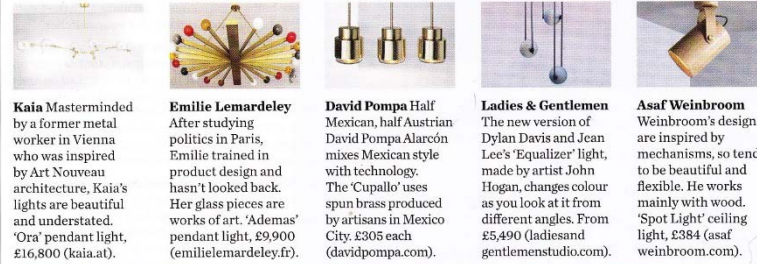 Kaia Masterminded
by a former metal
worker in Vienna
who was inspired
by Art Nouveau
architecture, Kaia's
lights are beautiful
and understated.
'Ora' pendant light,
£16,800 (kaia.at).
Emilie Lemardeley
After studying
politics in Paris,
Emilie trained in
product design and
hasn't looked back.
Her glass pieces are
works of art. 'Ademas'
pendant light, £9,900
(emilielemardeley.fr).
David Pompa Half
Mexican, half Austrian
David Pompa Alarcón
mixes Mexican style
with technology.
The 'Cupallo' uses
spun brass produced
by artisans in Mexico
City. £305 each
(davidpompa.com).
Ladies & Gentlemen
The new version of
Dylan Davis and Jean
Lee's 'Equalizer' light,
made by artist John
Hogan, changes colour
as you look at it from
different angles. From
£5,490 (ladiesand
gentlemenstudio.com).
Asaf Weinbroom
Weinbroom's design
are inspired by
mechanisms, so tend
to be beautiful and
flexible. He works
mainly with wood.
'Spot Light' ceiling
light, £384 (asaf
weinbroom.com).